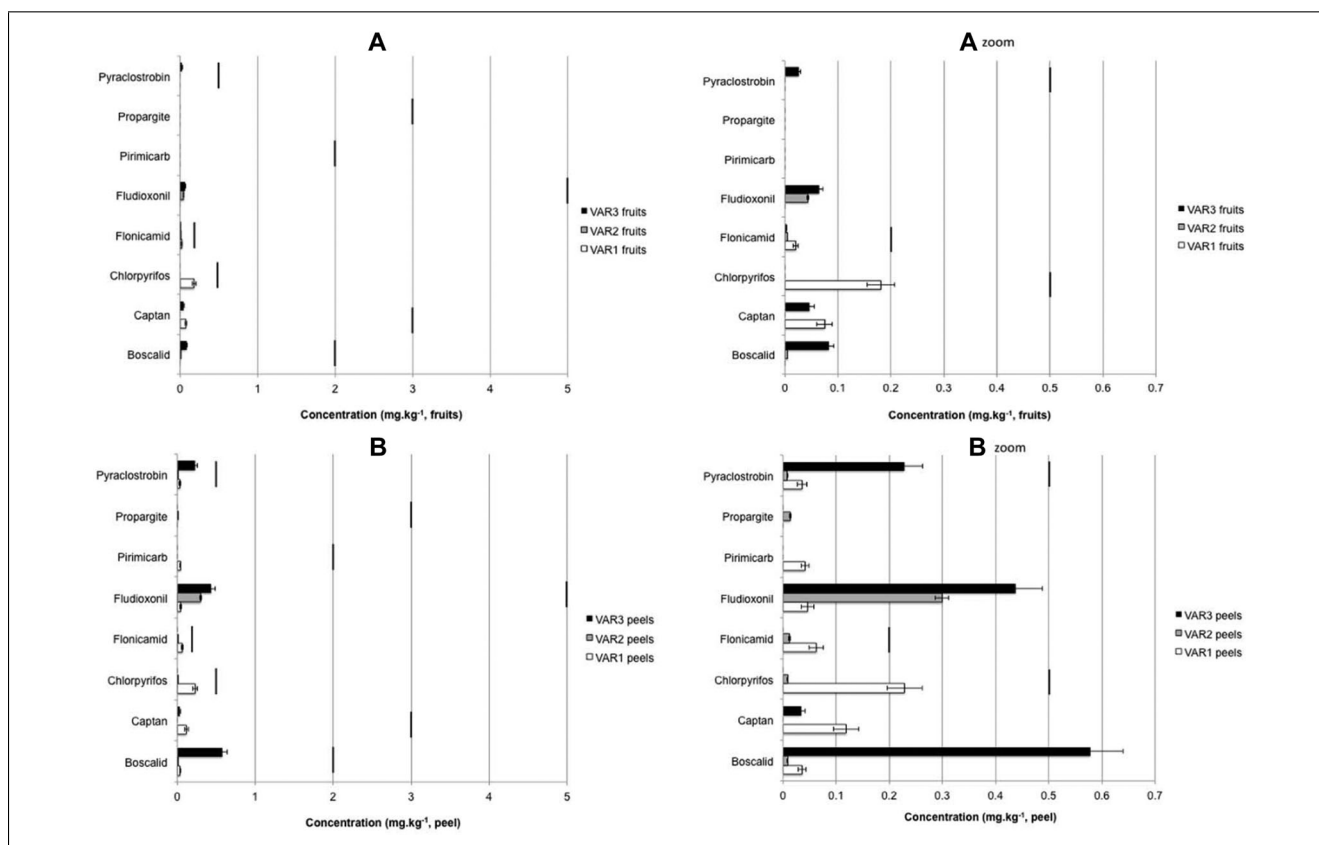 A
Pyraclostrobin
Propargite
Pirimicarb
Fludioxonil
Flonicamid
Chlorpyrifos
Captan
Boscalid
0 1 2 3 4 5
Concentration (mg.kg⁻¹, fruits)
VAR3 fruits
VAR2 fruits
VAR1 fruits
A zoom
Pyraclostrobin
Propargite
Pirimicarb
Fludioxonil
Flonicamid
Chlorpyrifos
Captan
Boscalid
0 0.1 0.2 0.3 0.4 0.5 0.6 0.7
Concentration (mg.kg⁻¹, fruits)
VAR3 fruits
VAR2 fruits
VAR1 fruits
B
Pyraclostrobin
Propargite
Pirimicarb
Fludioxonil
Flonicamid
Chlorpyrifos
Captan
Boscalid
0 1 2 3 4 5
Concentration (mg.kg⁻¹, peel)
VAR3 peels
VAR2 peels
VAR1 peels
B zoom
Pyraclostrobin
Propargite
Pirimicarb
Fludioxonil
Flonicamid
Chlorpyrifos
Captan
Boscalid
0 0.1 0.2 0.3 0.4 0.5 0.6 0.7
Concentration (mg.kg⁻¹, peel)
VAR3 peels
VAR2 peels
VAR1 peels